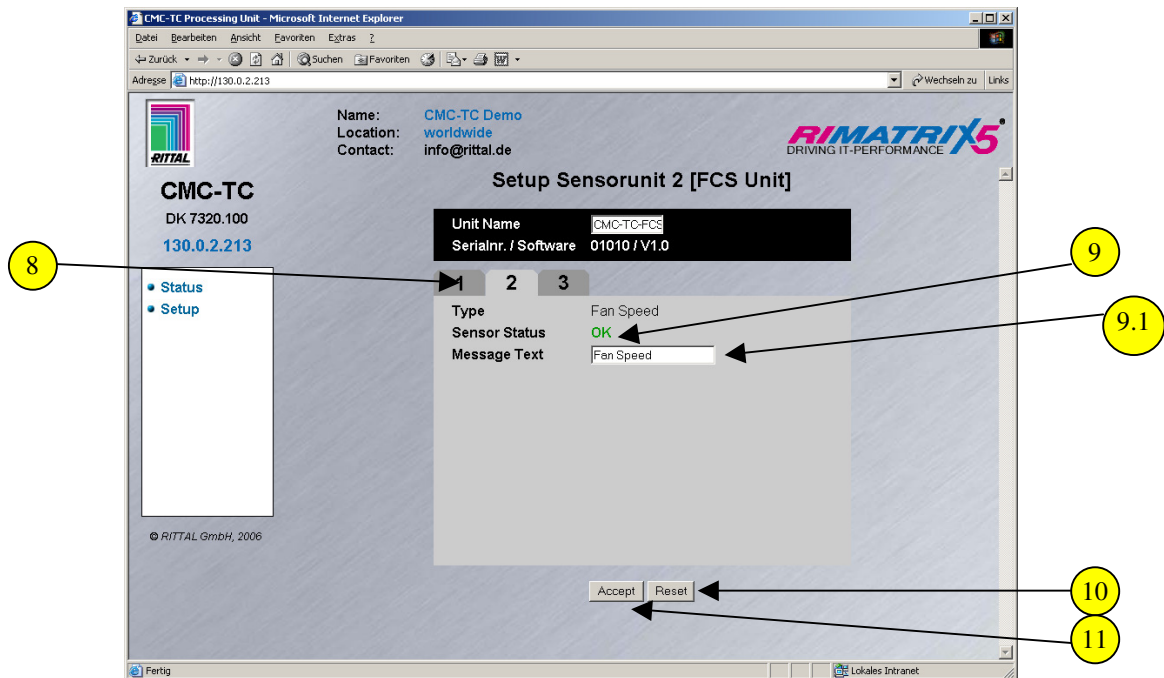 CMC-TC Processing Unit - Microsoft Internet Explorer
Datei Bearbeiten Ansicht Favoriten Extras ?
Zurück Suchen Favoriten
Adresse http://130.0.2.213 Wechseln zu Links
RITTAL
Name: CMC-TC Demo
Location: worldwide
Contact: info@rittal.de
RIMATRIX5
DRIVING IT-PERFORMANCE
CMC-TC
DK 7320.100
130.0.2.213
Status
Setup
© RITTAL GmbH, 2006
Setup Sensorunit 2 [FCS Unit]
Unit Name CMC-TC-FCS
Serialnr. / Software 01010 / V1.0
1 2 3
Type Fan Speed
Sensor Status OK
Message Text Fan Speed
Accept Reset
Fertig Lokales Intranet
8
9
9.1
10
11